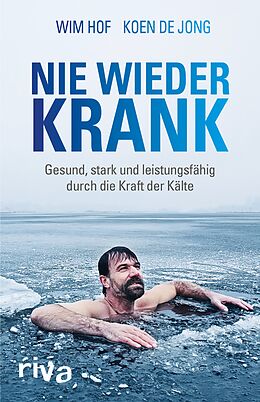 WIM HOF KOEN DE JONG
NIE WIEDER
KRANK
Gesund, stark und leistungsfähig
durch die Kraft der Kälte
riva